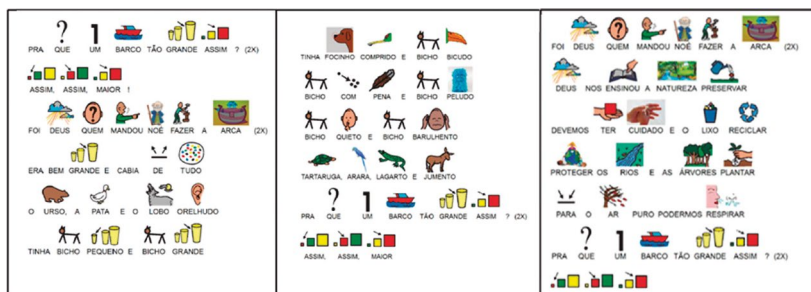 PRA QUE UM BARCO TÃO GRANDE ASSIM ? (2X)
ASSIM, ASSIM, MAIOR !
FOI DEUS QUEM MANDOU NOÉ FAZER A ARCA (2X)
ERA BEM GRANDE E CABIA DE TUDO
O URSO, A PATA E O LOBO ORELHUDO
TINHA BICHO PEQUENO E BICHO GRANDE
TINHA FOCINHO COMPRIDO E BICHO BICUDO
BICHO COM PENA E BICHO PELUDO
BICHO QUIETO E BICHO BARULHENTO
TARTARUGA, ARARA, LAGARTO E JUMENTO
PRA QUE UM BARCO TÃO GRANDE ASSIM ? (2X)
ASSIM, ASSIM, MAIOR
FOI DEUS QUEM MANDOU NOÉ FAZER A ARCA (2X)
DEUS NOS ENSINOU A NATUREZA PRESERVAR
DEVEMOS TER CUIDADO E O LIXO RECICLAR
PROTEGER OS RIOS E AS ÁRVORES PLANTAR
PARA O AR PURO PODERMOS RESPIRAR
PRA QUE UM BARCO TÃO GRANDE ASSIM ? (2X)